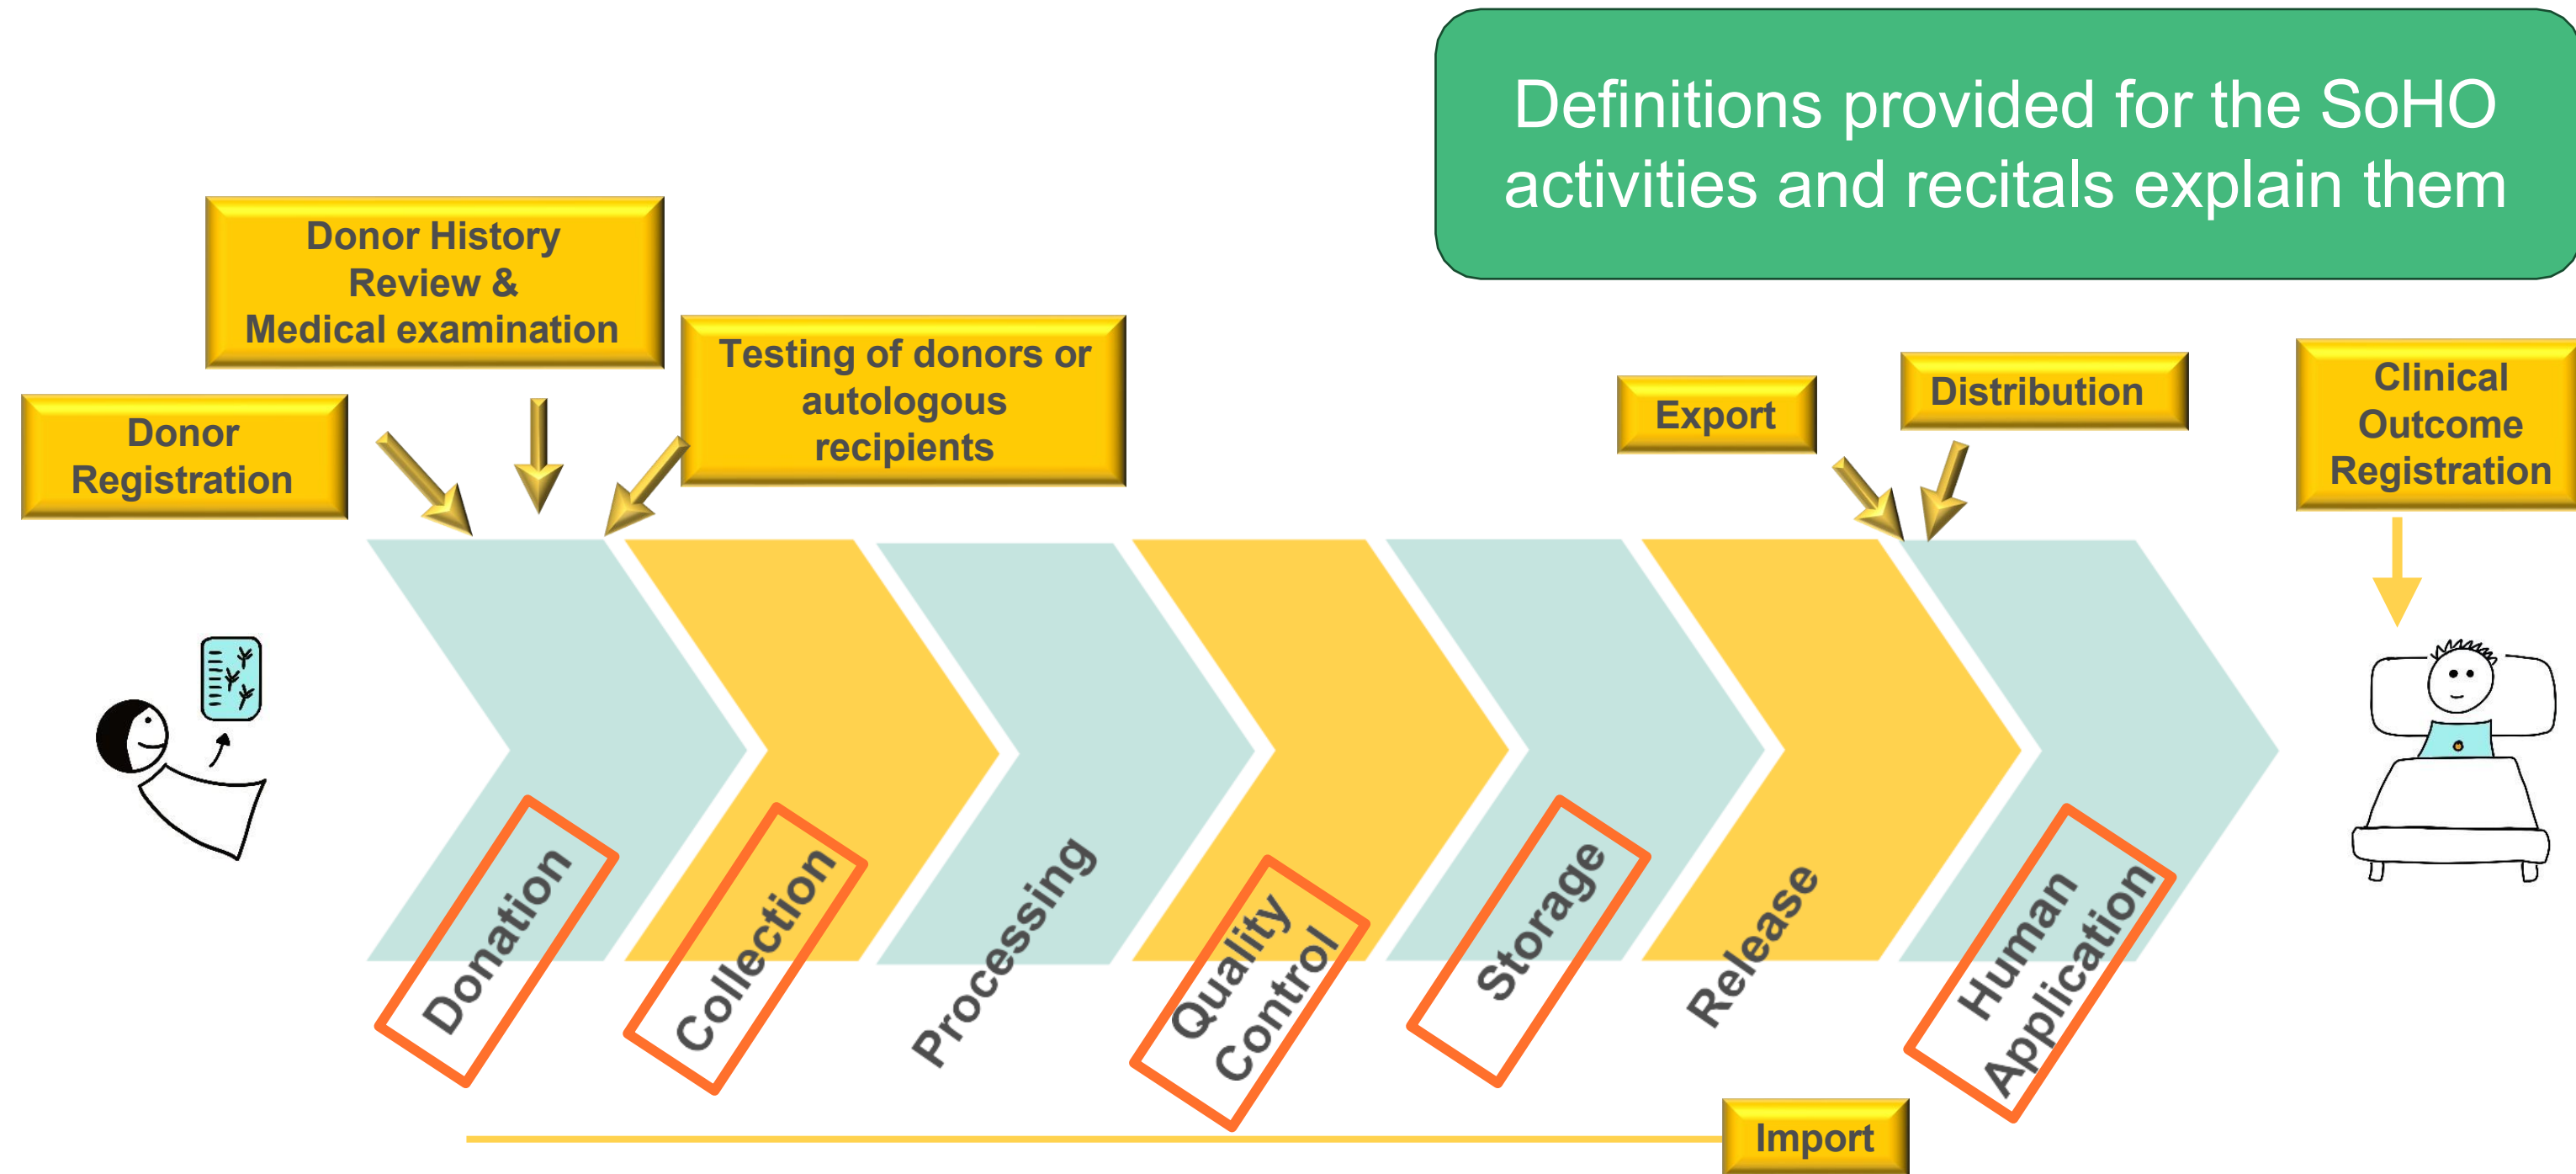 Definitions provided for the SoHO
activities and recitals explain them
Donor History
Review &
Medical examination
Testing of donors or
autologous
recipients
Donor
Registration
Export
Distribution
Clinical
Outcome
Registration
Donation
Collection
Processing
Quality
Control
Storage
Release
Human
Application
Import